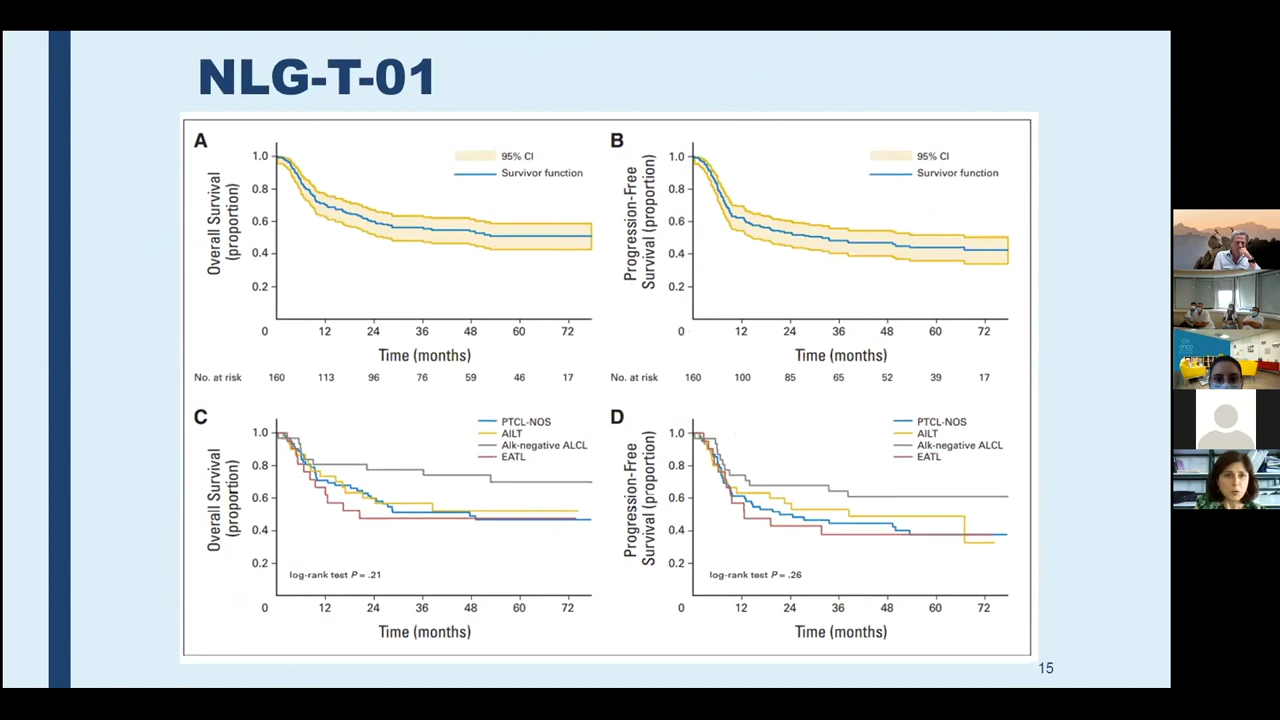 NLG-T-01
A
1.0
0.8
0.6
0.4
0.2
Overall Survival
(proportion)
95% CI
Survivor function
0 12 24 36 48 60 72
Time (months)
No. at risk 160 113 96 76 59 46 17
B
1.0
0.8
0.6
0.4
0.2
Progression-Free
Survival (proportion)
95% CI
Survivor function
0 12 24 36 48 60 72
Time (months)
No. at risk 160 100 85 65 52 39 17
C
1.0
0.8
0.6
0.4
0.2
Overall Survival
(proportion)
PTCL-NOS
AILT
Alk-negative ALCL
EATL
log-rank test P = .21
0 12 24 36 48 60 72
Time (months)
D
1.0
0.8
0.6
0.4
0.2
Progression-Free
Survival (proportion)
PTCL-NOS
AILT
Alk-negative ALCL
EATL
log-rank test P = .26
0 12 24 36 48 60 72
Time (months)
15